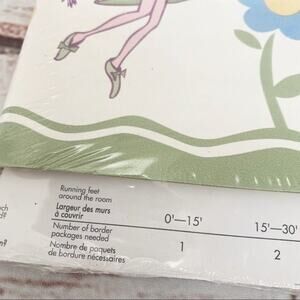 Running feet
around the room
Largeur des murs
à couvrir
0'—15'
15'—30'
Number of border
packages needed
Nombre de paquets
de bordure nécessaires
1
2